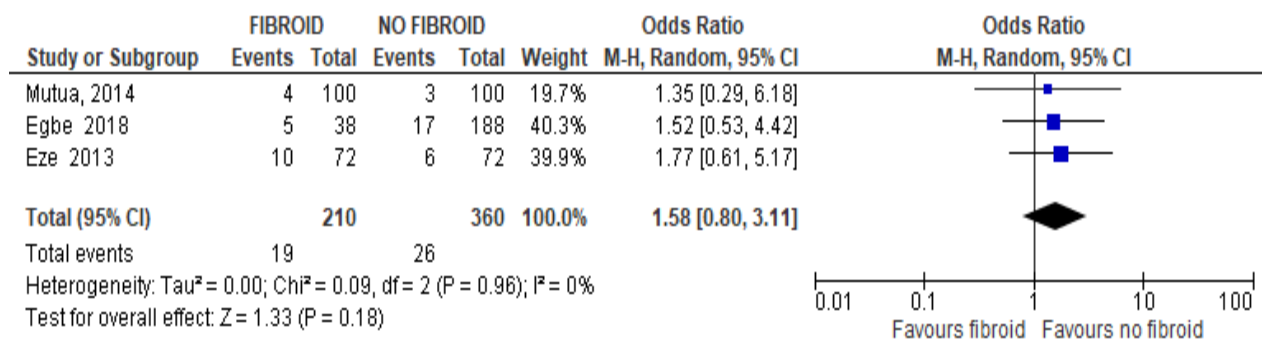 FIBROID NO FIBROID Odds Ratio Odds Ratio
Study or Subgroup Events Total Events Total Weight M-H, Random, 95% CI M-H, Random, 95% CI
Mutua, 2014 4 100 3 100 19.7% 1.35 [0.29, 6.18]
Egbe 2018 5 38 17 188 40.3% 1.52 [0.53, 4.42]
Eze 2013 10 72 6 72 39.9% 1.77 [0.61, 5.17]
Total (95% CI) 210 360 100.0% 1.58 [0.80, 3.11]
Total events 19 26
Heterogeneity: Tau² = 0.00; Chi² = 0.09, df = 2 (P = 0.96); I² = 0%
Test for overall effect: Z = 1.33 (P = 0.18)
0.01 0.1 1 10 100
Favours fibroid Favours no fibroid